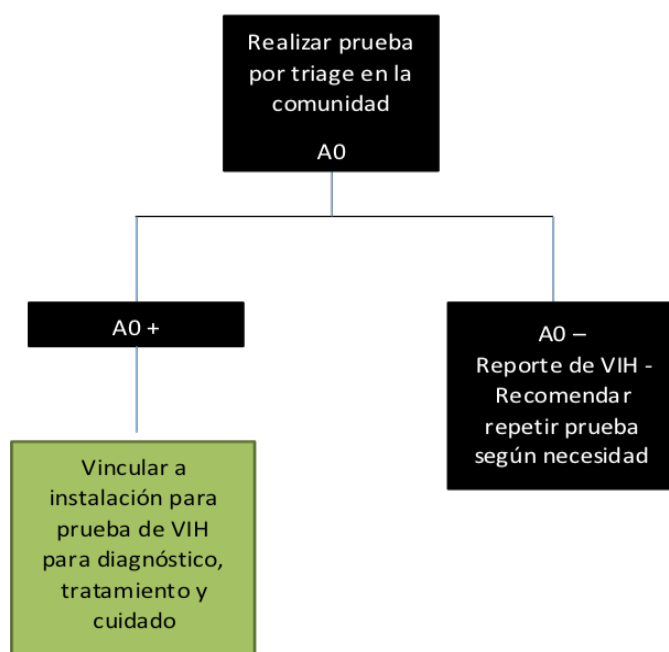 Realizar prueba
por triage en la
comunidad
A0
A0 +
A0 –
Reporte de VIH -
Recomendar
repetir prueba
según necesidad
Vincular a
instalación para
prueba de VIH
para diagnóstico,
tratamiento y
cuidado